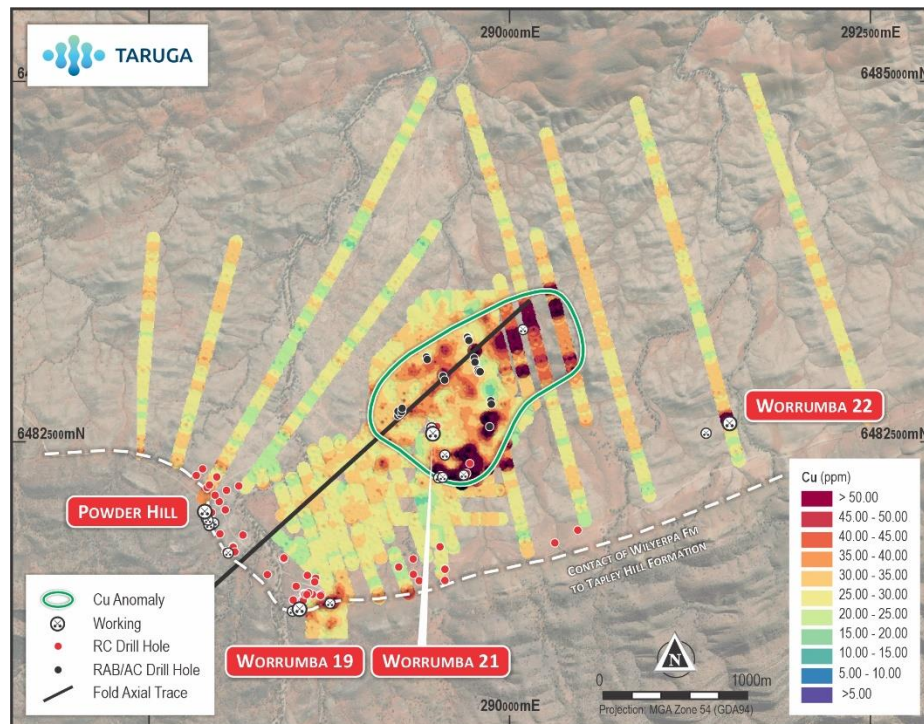 TARUGA
290000mE
292500mE
64
6485000mN
6482500mN
6482500mN
WORRUMBA 22
POWDER HILL
CONTACT OF WILYERPA FM
TO TAPLEY HILL FORMATION
WORRUMBA 19
WORRUMBA 21
Cu Anomaly
Working
RC Drill Hole
RAB/AC Drill Hole
Fold Axial Trace
Cu (ppm)
> 50.00
45.00 - 50.00
40.00 - 45.00
35.00 - 40.00
30.00 - 35.00
25.00 - 30.00
20.00 - 25.00
15.00 - 20.00
10.00 - 15.00
5.00 - 10.00
>5.00
N
0
1000m
Projection: MGA Zone 54 (GDA94)
290000mE